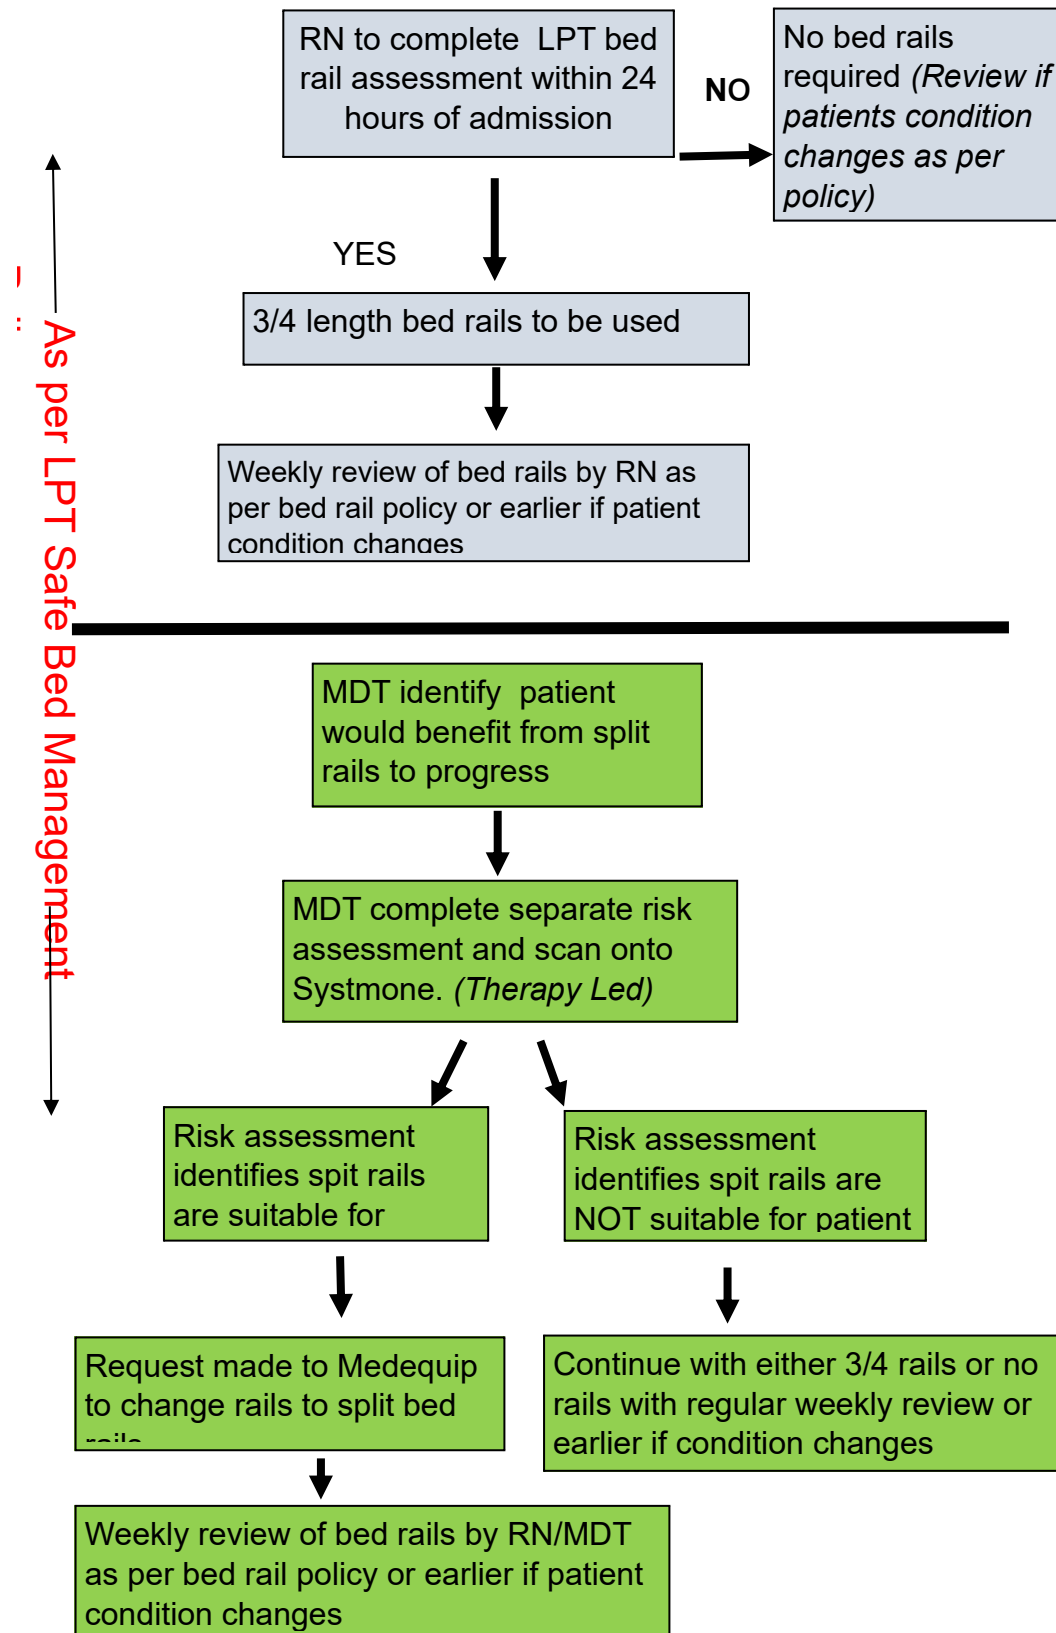 RN to complete LPT bed
rail assessment within 24
hours of admission
NO
No bed rails
required (Review if
patients condition
changes as per
policy)
YES
3/4 length bed rails to be used
Weekly review of bed rails by RN as
per bed rail policy or earlier if patient
condition changes
As per LPT Safe Bed Management
MDT identify patient
would benefit from split
rails to progress
MDT complete separate risk
assessment and scan onto
Systmone. (Therapy Led)
Risk assessment
identifies spit rails
are suitable for
Risk assessment
identifies spit rails are
NOT suitable for patient
Request made to Medequip
to change rails to split bed
rails
Continue with either 3/4 rails or no
rails with regular weekly review or
earlier if condition changes
Weekly review of bed rails by RN/MDT
as per bed rail policy or earlier if patient
condition changes